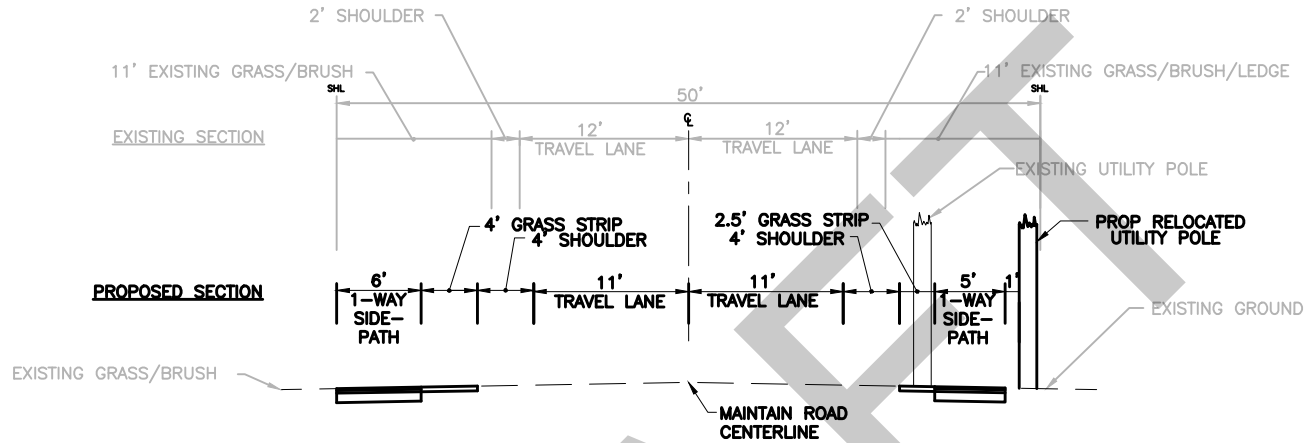 2' SHOULDER
2' SHOULDER
11' EXISTING GRASS/BRUSH
11' EXISTING GRASS/BRUSH/LEDGE
SHL
SHL
50'
℄
EXISTING SECTION
12'
TRAVEL LANE
12'
TRAVEL LANE
EXISTING UTILITY POLE
4' GRASS STRIP
4' SHOULDER
2.5' GRASS STRIP
4' SHOULDER
PROP RELOCATED
UTILITY POLE
PROPOSED SECTION
6'
1-WAY
SIDE-
PATH
11'
TRAVEL LANE
11'
TRAVEL LANE
5'
1-WAY
SIDE-
PATH
1'
EXISTING GROUND
EXISTING GRASS/BRUSH
MAINTAIN ROAD
CENTERLINE